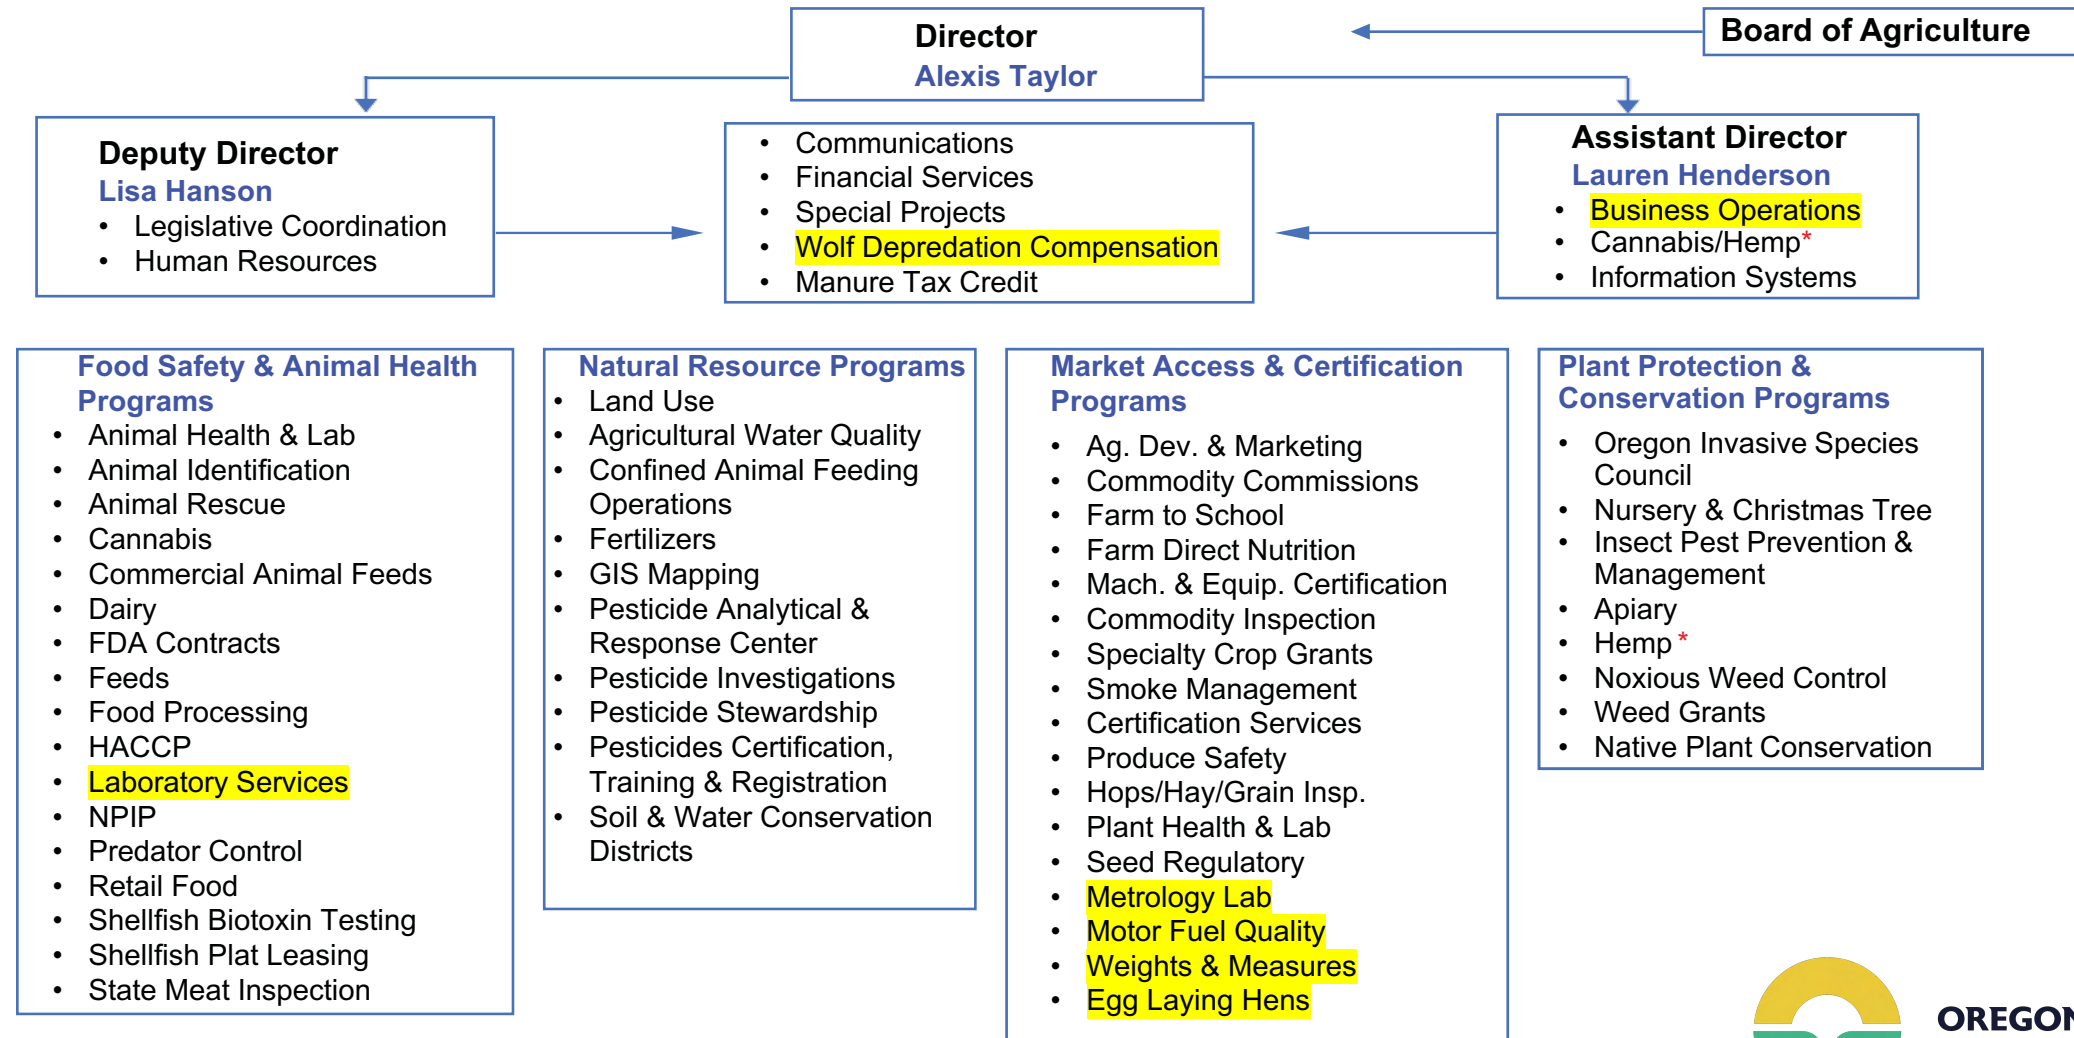 Director
Alexis Taylor
Board of Agriculture
Deputy Director
Lisa Hanson
• Legislative Coordination
• Human Resources
• Communications
• Financial Services
• Special Projects
• Wolf Depredation Compensation
• Manure Tax Credit
Assistant Director
Lauren Henderson
• Business Operations
• Cannabis/Hemp*
• Information Systems
Food Safety & Animal Health
Programs
• Animal Health & Lab
• Animal Identification
• Animal Rescue
• Cannabis
• Commercial Animal Feeds
• Dairy
• FDA Contracts
• Feeds
• Food Processing
• HACCP
• Laboratory Services
• NPIP
• Predator Control
• Retail Food
• Shellfish Biotoxin Testing
• Shellfish Plat Leasing
• State Meat Inspection
Natural Resource Programs
• Land Use
• Agricultural Water Quality
• Confined Animal Feeding
Operations
• Fertilizers
• GIS Mapping
• Pesticide Analytical &
Response Center
• Pesticide Investigations
• Pesticide Stewardship
• Pesticides Certification,
Training & Registration
• Soil & Water Conservation
Districts
Market Access & Certification
Programs
• Ag. Dev. & Marketing
• Commodity Commissions
• Farm to School
• Farm Direct Nutrition
• Mach. & Equip. Certification
• Commodity Inspection
• Specialty Crop Grants
• Smoke Management
• Certification Services
• Produce Safety
• Hops/Hay/Grain Insp.
• Plant Health & Lab
• Seed Regulatory
• Metrology Lab
• Motor Fuel Quality
• Weights & Measures
• Egg Laying Hens
Plant Protection &
Conservation Programs
• Oregon Invasive Species
Council
• Nursery & Christmas Tree
• Insect Pest Prevention &
Management
• Apiary
• Hemp *
• Noxious Weed Control
• Weed Grants
• Native Plant Conservation
OREGON